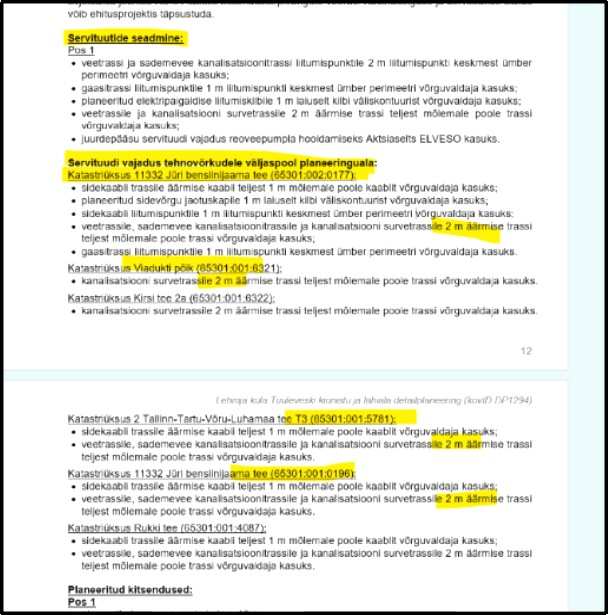 võib ehitusprojektis täpsustuda.
Servituutide seadmine:
Pos 1
• veetrassi ja sademevee kanalisatsioonitrassi liitumispunktile 2 m liitumispunkti keskmest ümber
perimeetri võrguvaldaja kasuks;
• gaasitrassi liitumispunktile 1 m liitumispunkti keskmest ümber perimeetri võrguvaldaja kasuks;
• planeeritud elektripaigaldise liitumiskilbile 1 m laiuselt kilbi väliskontuurist võrguvaldaja kasuks;
• veetrassile ja kanalisatsiooni survetrassile 2 m äärmise trassi teljest mõlemale poole trassi
võrguvaldaja kasuks;
• juurdepääsu servituudi vajadus reoveepumpla hooldamiseks Aktsiaselts ELVESO kasuks.
Servituudi vajadus tehnovõrkudele väljaspool planeeringuala:
Katastriüksus 11332 Jüri bensiinijaama tee (65301:002:0177):
• sidekaabli trassile äärmise kaabli teljest 1 m mõlemale poole kaablit võrguvaldaja kasuks;
• planeeritud sidevõrgu jaotuskapile 1 m laiuselt kilbi väliskontuurist võrguvaldaja kasuks;
• sidekaabli liitumispunktile 1 m liitumispunkti keskmest ümber perimeetri võrguvaldaja kasuks;
• veetrassile, sademevee kanalisatsioonitrassile ja kanalisatsiooni survetrassile 2 m äärmise trassi
teljest mõlemale poole trassi võrguvaldaja kasuks;
• gaasitrassi liitumispunktile 1 m liitumispunkti keskmest ümber perimeetri võrguvaldaja kasuks.
Katastriüksus Viadukti põik (65301:001:6321):
• kanalisatsiooni survetrassile 2 m äärmise trassi teljest mõlemale poole trassi võrguvaldaja kasuks.
Katastriüksus Kirsi tee 2a (65301:001:6322):
• kanalisatsiooni survetrassile 2 m äärmise trassi teljest mõlemale poole trassi võrguvaldaja kasuks.
12
Lehmja küla Tuuleveski kinnistu ja lähiala detailplaneering (kovID DP1294)
Katastriüksus 2 Tallinn-Tartu-Võru-Luhamaa tee T3 (65301:001:5781):
• sidekaabli trassile äärmise kaabli teljest 1 m mõlemale poole kaablit võrguvaldaja kasuks;
• veetrassile, sademevee kanalisatsioonitrassile ja kanalisatsiooni survetrassile 2 m äärmise trassi
teljest mõlemale poole trassi võrguvaldaja kasuks.
Katastriüksus 11332 Jüri bensiinijaama tee (65301:001:0196):
• sidekaabli trassile äärmise kaabli teljest 1 m mõlemale poole kaablit võrguvaldaja kasuks;
• veetrassile, sademevee kanalisatsioonitrassile ja kanalisatsiooni survetrassile 2 m äärmise trassi
teljest mõlemale poole trassi võrguvaldaja kasuks.
Katastriüksus Rukki tee (65301:001:4087):
• sidekaabli trassile äärmise kaabli teljest 1 m mõlemale poole kaablit võrguvaldaja kasuks;
• veetrassile, sademevee kanalisatsioonitrassile ja kanalisatsiooni survetrassile 2 m äärmise trassi
teljest mõlemale poole trassi võrguvaldaja kasuks.
Planeeritud kitsendused:
Pos 1